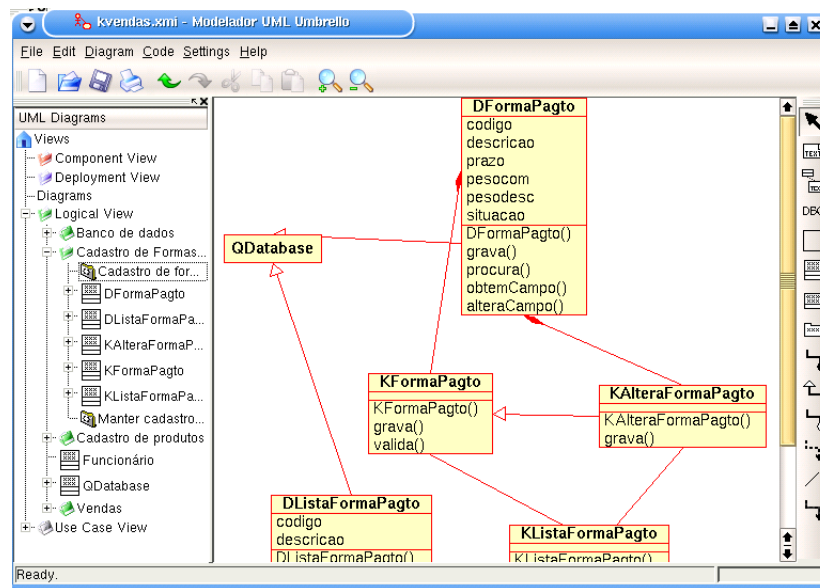 kvendas.xmi - Modelador UML Umbrello
File Edit Diagram Code Settings Help
UML Diagrams
Views
Component View
Deployment View
Diagrams
Logical View
Banco de dados
Cadastro de Formas...
Cadastro de for...
DFormaPagto
DListaFormaPa...
KAlteraFormaP...
KFormaPagto
KListaFormaPa...
Manter cadastro...
Cadastro de produtos
Funcionário
QDatabase
Vendas
Use Case View
DFormaPagto
codigo
descricao
prazo
pesocom
pesodesc
situacao
DFormaPagto()
grava()
procura()
obtemCampo()
alteraCampo()
QDatabase
KFormaPagto
KFormaPagto()
grava()
valida()
KAlteraFormaPagto
KAlteraFormaPagto()
grava()
DListaFormaPagto
codigo
descricao
DListaFormaPagto()
KListaFormaPagto
KListaFormaPagto()
Ready.